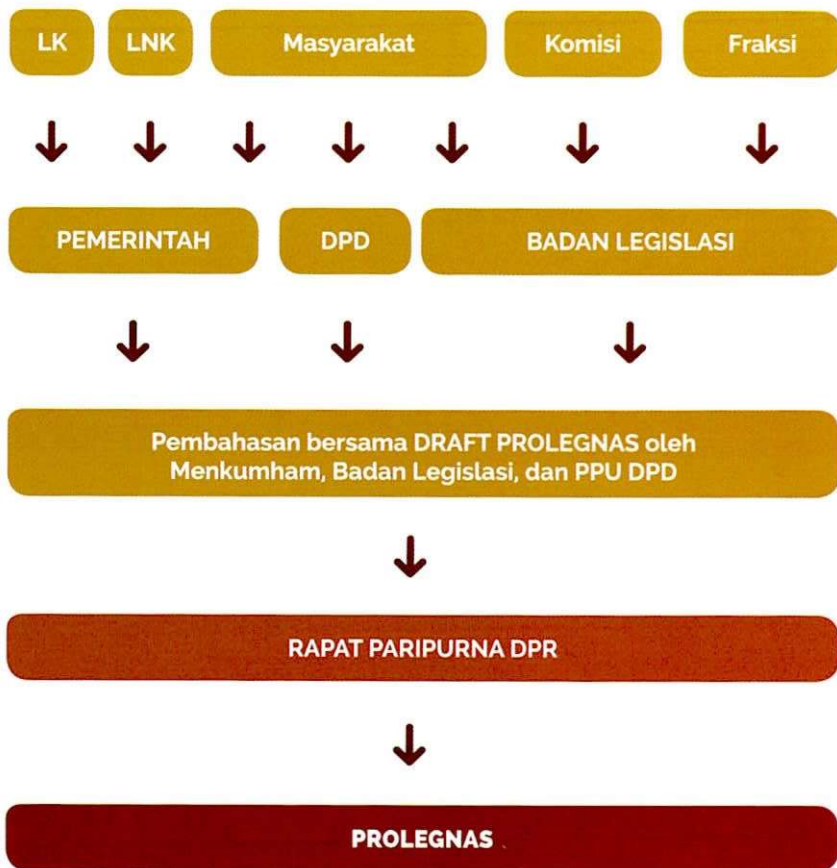 LK
LNK
Masyarakat
Komisi
Fraksi
PEMERINTAH
DPD
BADAN LEGISLASI
Pembahasan bersama DRAFT PROLEGNAS oleh
Menkumham, Badan Legislasi, dan PPU DPD
RAPAT PARIPURNA DPR
PROLEGNAS